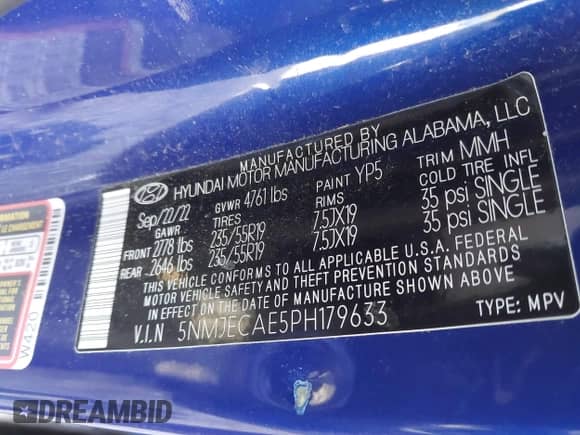 MANUFACTURED BY
HYUNDAI MOTOR MANUFACTURING ALABAMA, LLC
Sep/22/22 GVWR 4761 lbs PAINT YP5 TRIM MMH
GAWR TIRES RIMS COLD TIRE INFL
FRONT 2778 lbs 235/55R19 7.5JX19 35 psi SINGLE
REAR 2646 lbs 235/55R19 7.5JX19 35 psi SINGLE
THIS VEHICLE CONFORMS TO ALL APPLICABLE U.S.A. FEDERAL
MOTOR VEHICLE SAFETY AND THEFT PREVENTION STANDARDS
IN EFFECT ON THE DATE OF MANUFACTURE SHOWN ABOVE
V.I.N 5NMJECAE5PH179633 TYPE: MPV
W420
DREAMBID